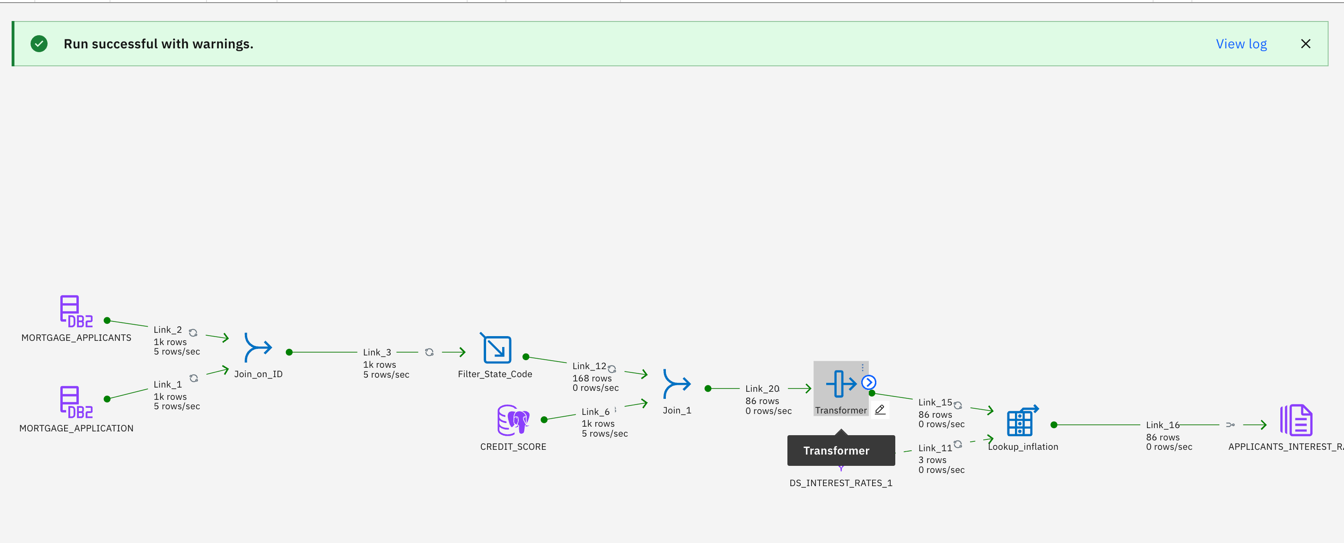 Run successful with warnings.
View log
MORTGAGE_APPLICANTS
Link_2
1k rows
5 rows/sec
MORTGAGE_APPLICATION
Link_1
1k rows
5 rows/sec
Join_on_ID
Link_3
1k rows
5 rows/sec
Filter_State_Code
Link_12
168 rows
0 rows/sec
CREDIT_SCORE
Link_6
1k rows
5 rows/sec
Join_1
Link_20
86 rows
0 rows/sec
Transformer
Transformer
DS_INTEREST_RATES_1
Link_15
86 rows
0 rows/sec
Link_11
3 rows
0 rows/sec
Lookup_inflation
Link_16
86 rows
0 rows/sec
APPLICANTS_INTEREST_RA
DB2
DB2